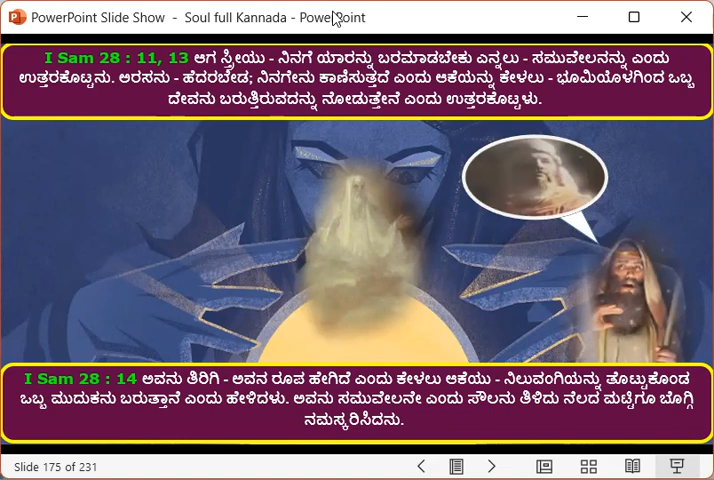 PowerPoint Slide Show - Soul full Kannada - PowerPoint
I Sam 28 : 11, 13 ಆಗ ಸ್ತ್ರೀಯು - ನಿನಗೆ ಯಾರನ್ನು ಬರಮಾಡಬೇಕು ಎನ್ನಲು - ಸಮುವೇಲನನ್ನು ಎಂದು
ಉತ್ತರಕೊಟ್ಟನು. ಅರಸನು - ಹೆದರಬೇಡ; ನಿನಗೇನು ಕಾಣಿಸುತ್ತದೆ ಎಂದು ಆಕೆಯನ್ನು ಕೇಳಲು - ಭೂಮಿಯೊಳಗಿಂದ ಒಬ್ಬ
ದೇವನು ಬರುತ್ತಿರುವದನ್ನು ನೋಡುತ್ತೇನೆ ಎಂದು ಉತ್ತರಕೊಟ್ಟಳು.
I Sam 28 : 14 ಅವನು ತಿರಿಗಿ - ಅವನ ರೂಪ ಹೇಗಿದೆ ಎಂದು ಕೇಳಲು ಆಕೆಯು - ನಿಲುವಂಗಿಯನ್ನು ತೊಟ್ಟುಕೊಂಡ
ಒಬ್ಬ ಮುದುಕನು ಬರುತ್ತಾನೆ ಎಂದು ಹೇಳಿದಳು. ಅವನು ಸಮುವೇಲನೇ ಎಂದು ಸೌಲನು ತಿಳಿದು ನೆಲದ ಮಟ್ಟಿಗೂ ಬೊಗ್ಗಿ
ನಮಸ್ಕರಿಸಿದನು.
Slide 175 of 231